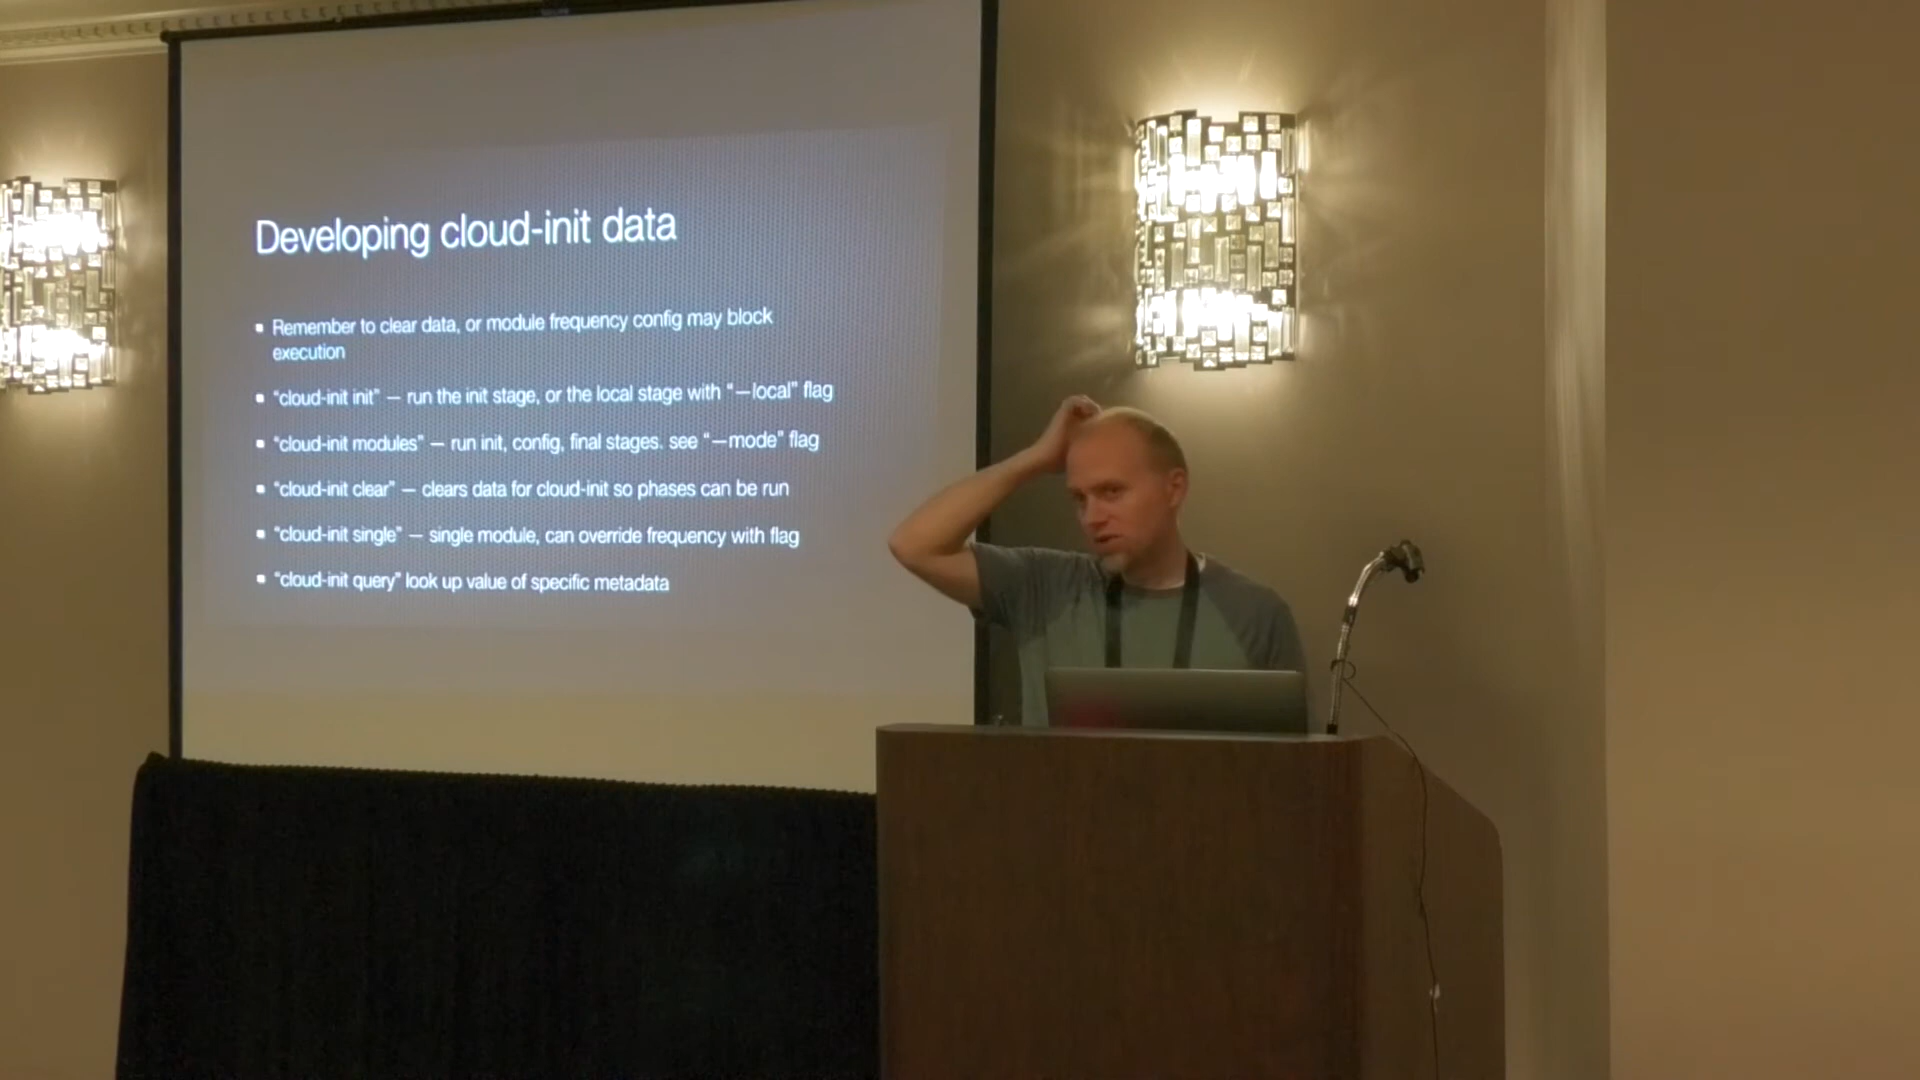 Developing cloud-init data
▪ Remember to clear data, or module frequency config may block
execution
▪ “cloud-init init” — run the init stage, or the local stage with “—local” flag
▪ “cloud-init modules” — run init, config, final stages. see “—mode” flag
▪ “cloud-init clear” — clears data for cloud-init so phases can be run
▪ “cloud-init single” — single module, can override frequency with flag
▪ “cloud-init query” look up value of specific metadata